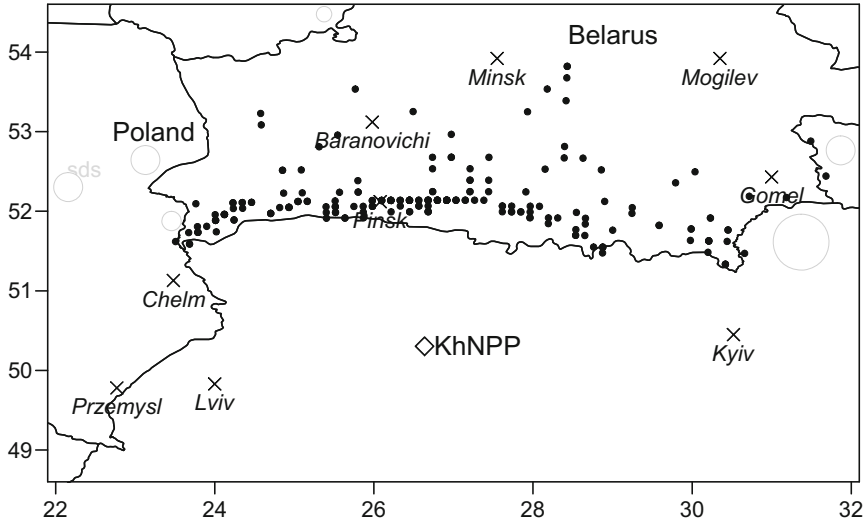 54
Belarus
Minsk
Mogilev
53
Poland
Baranovichi
sds
Gomel
52
Pinsk
51
Chelm
KhNPP
Kyiv
50
Przemysl
Lviv
49
22
24
26
28
30
32